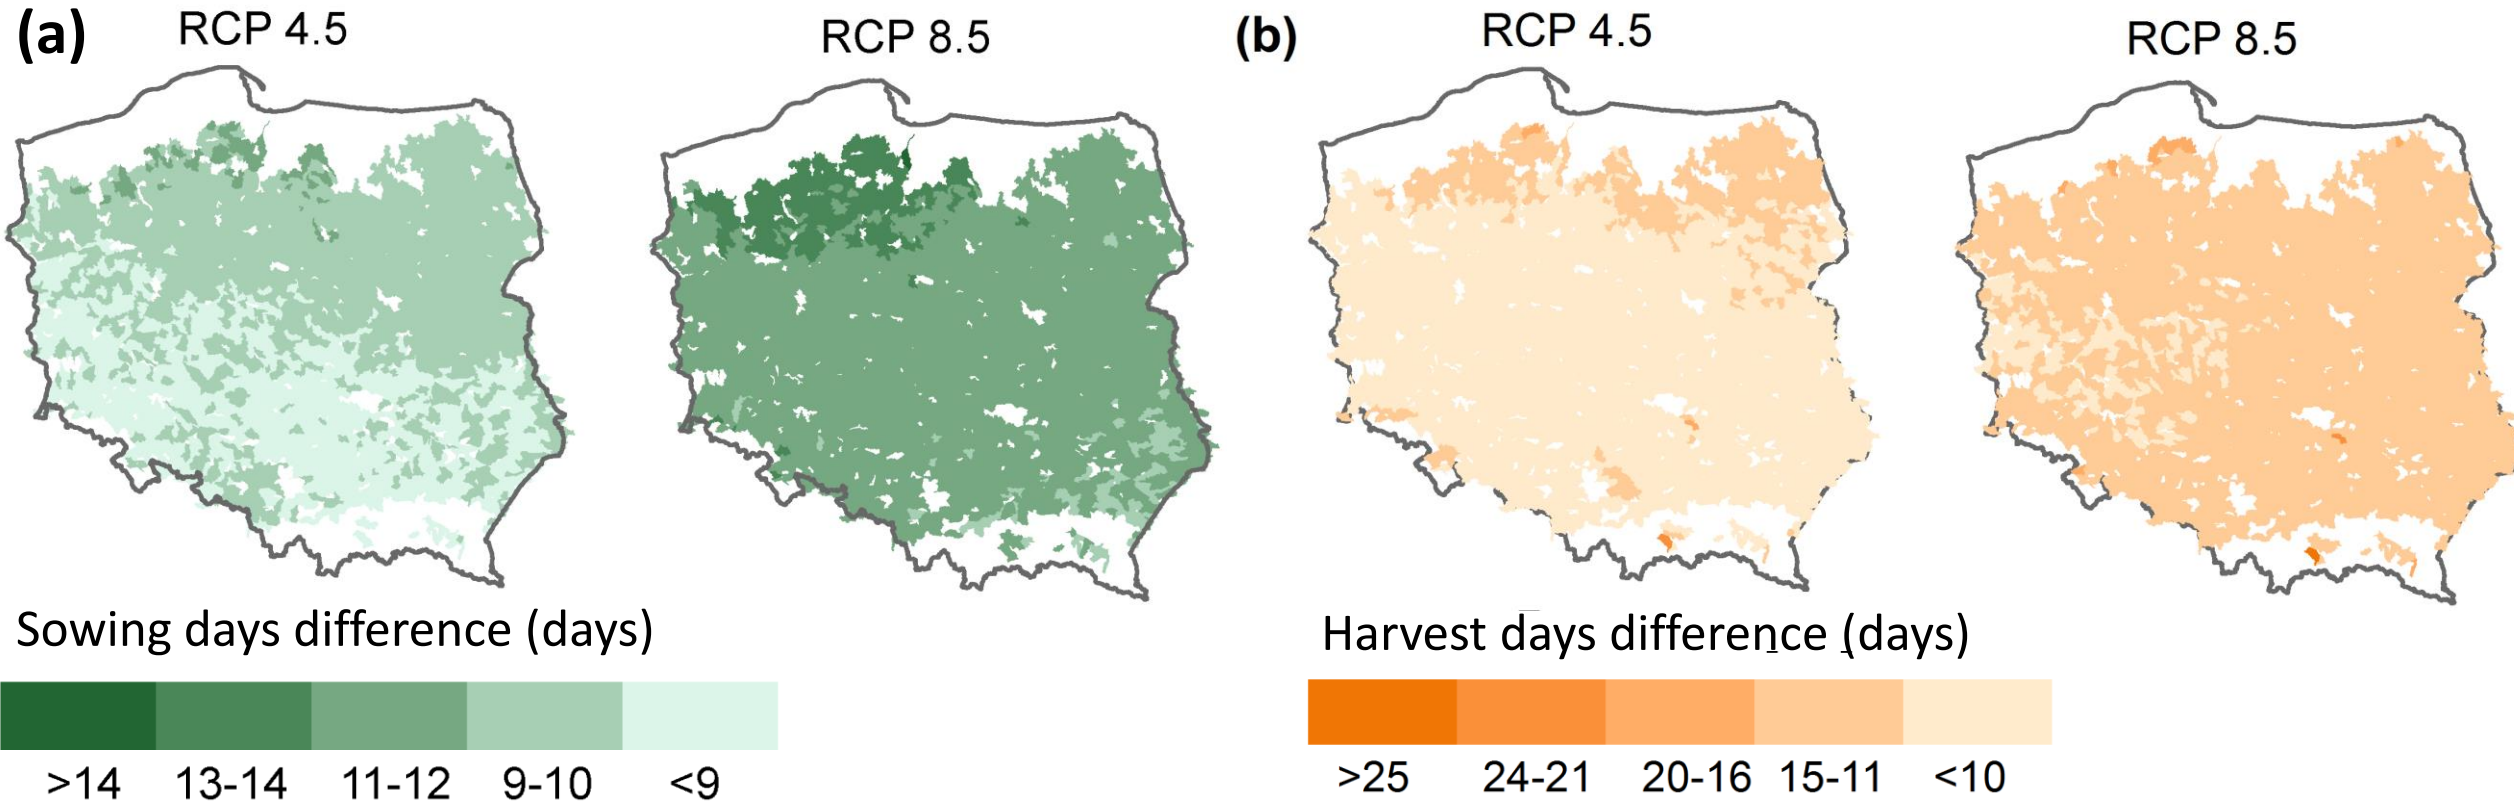 (a)
RCP 4.5
RCP 8.5
(b)
RCP 4.5
RCP 8.5
Sowing days difference (days)
>14 13-14 11-12 9-10 <9
Harvest days difference (days)
>25 24-21 20-16 15-11 <10